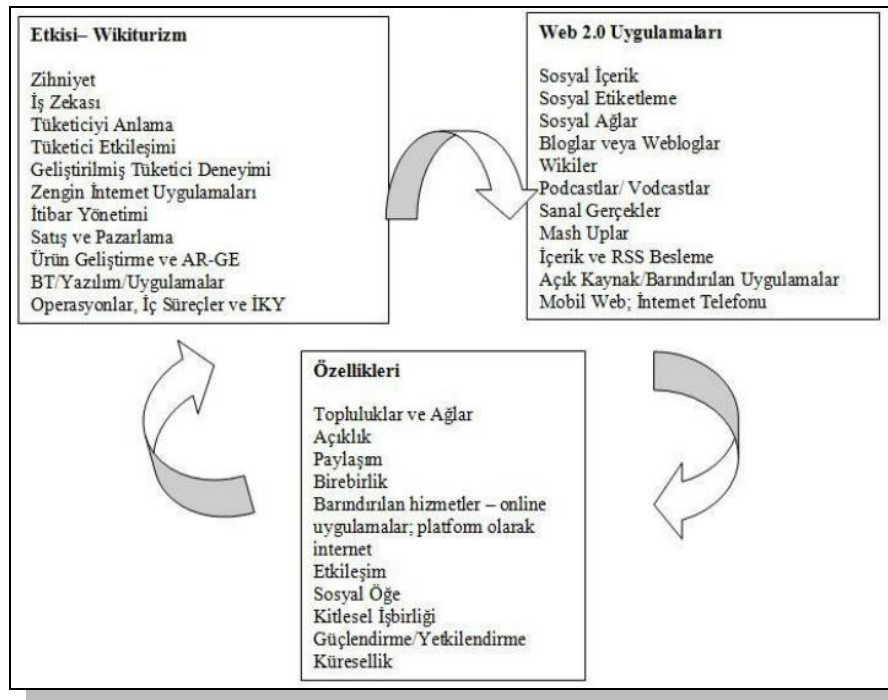 Etkisi– Wikiturizm
Zihniyet
İş Zekası
Tüketiciyi Anlama
Tüketici Etkileşimi
Geliştirilmiş Tüketici Deneyimi
Zengin İnternet Uygulamaları
İtibar Yönetimi
Satış ve Pazarlama
Ürün Geliştirme ve AR-GE
BT/Yazılım/Uygulamalar
Operasyonlar, İç Süreçler ve İKY
Web 2.0 Uygulamaları
Sosyal İçerik
Sosyal Etiketleme
Sosyal Ağlar
Bloglar veya Webloglar
Wikiler
Podcastlar/ Vodcastlar
Sanal Gerçekler
Mash Uplar
İçerik ve RSS Besleme
Açık Kaynak/Barındırılan Uygulamalar
Mobil Web; İnternet Telefonu
Özellikleri
Topluluklar ve Ağlar
Açıklık
Paylaşım
Birebirlik
Barındırılan hizmetler – online
uygulamalar; platform olarak
internet
Etkileşim
Sosyal Öğe
Kitlesel İşbirliği
Güçlendirme/Yetkilendirme
Küresellik